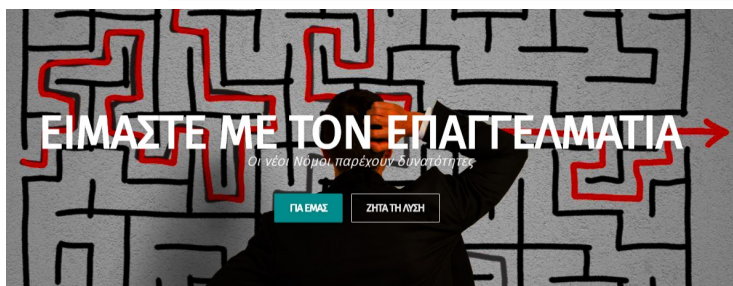 ΕΙΜΑΣΤΕ ΜΕ ΤΟΝ ΕΠΑΓΓΕΛΜΑΤΙΑ
Οι νέοι Νόμοι παρέχουν δυνατότητες
ΓΙΑ ΕΜΑΣ ΖΗΤΑ ΤΗ ΛΥΣΗ